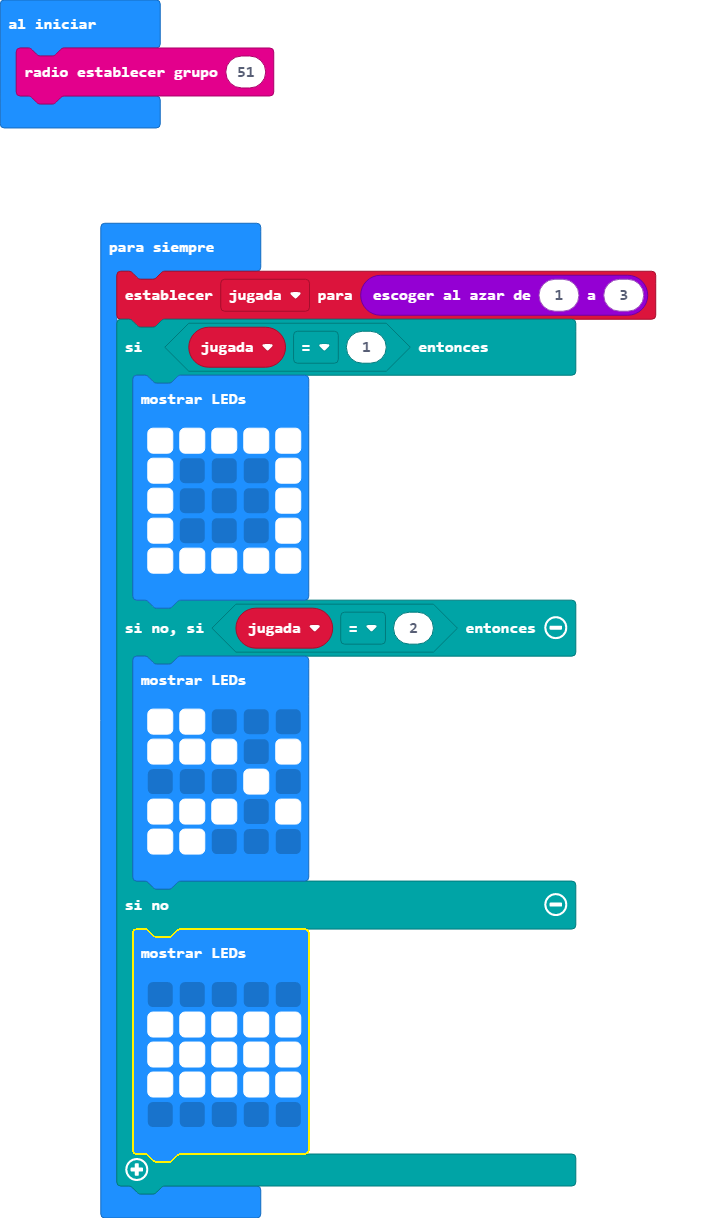 al iniciar
radio establecer grupo 51
para siempre
establecer jugada para escoger al azar de 1 a 3
si jugada = 1 entonces
mostrar LEDs
si no, si jugada = 2 entonces
mostrar LEDs
si no
mostrar LEDs